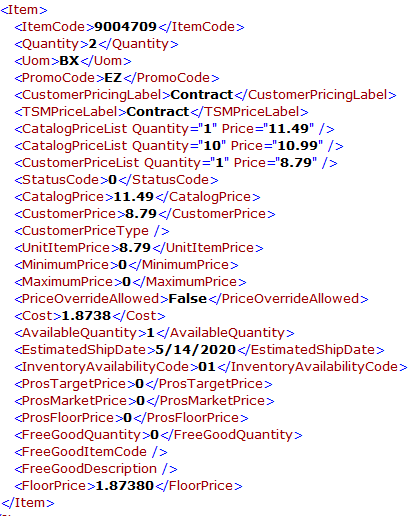 <Item>
<ItemCode>9004709</ItemCode>
<Quantity>2</Quantity>
<Uom>BX</Uom>
<PromoCode>EZ</PromoCode>
<CustomerPricingLabel>Contract</CustomerPricingLabel>
<TSMPriceLabel>Contract</TSMPriceLabel>
<CatalogPriceList Quantity="1" Price="11.49" />
<CatalogPriceList Quantity="10" Price="10.99" />
<CustomerPriceList Quantity="1" Price="8.79" />
<StatusCode>0</StatusCode>
<CatalogPrice>11.49</CatalogPrice>
<CustomerPrice>8.79</CustomerPrice>
<CustomerPriceType />
<UnitItemPrice>8.79</UnitItemPrice>
<MinimumPrice>0</MinimumPrice>
<MaximumPrice>0</MaximumPrice>
<PriceOverrideAllowed>False</PriceOverrideAllowed>
<Cost>1.8738</Cost>
<AvailableQuantity>1</AvailableQuantity>
<EstimatedShipDate>5/14/2020</EstimatedShipDate>
<InventoryAvailabilityCode>01</InventoryAvailabilityCode>
<ProsTargetPrice>0</ProsTargetPrice>
<ProsMarketPrice>0</ProsMarketPrice>
<ProsFloorPrice>0</ProsFloorPrice>
<FreeGoodQuantity>0</FreeGoodQuantity>
<FreeGoodItemCode />
<FreeGoodDescription />
<FloorPrice>1.87380</FloorPrice>
</Item>